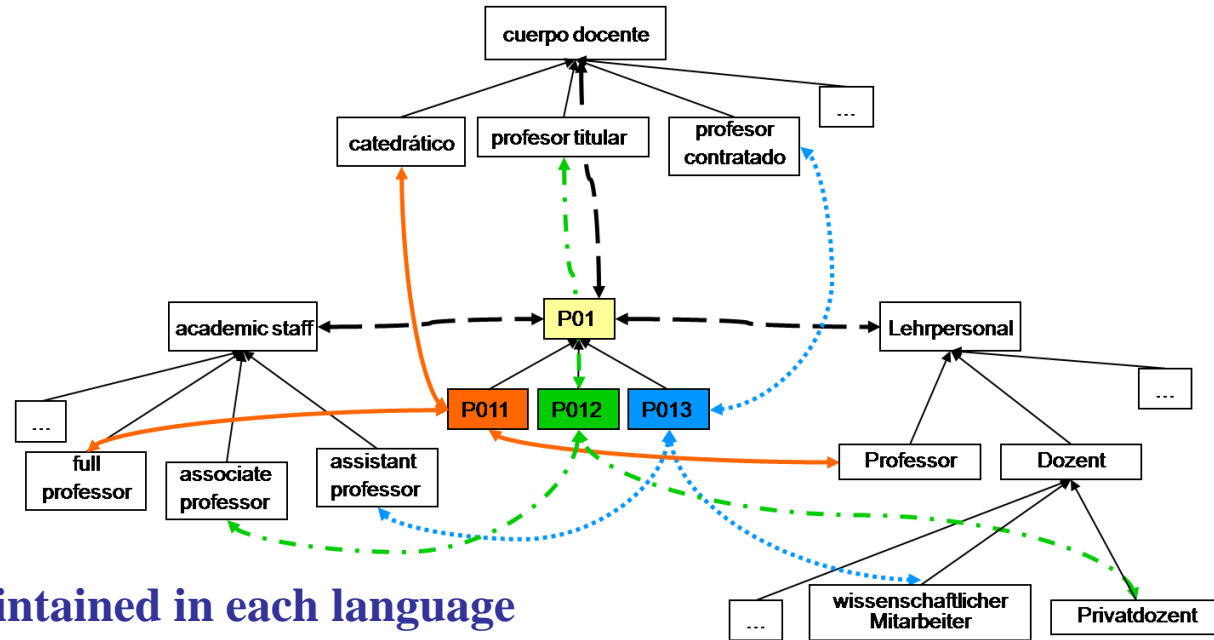 cuerpo docente
...
catedrático
profesor titular
profesor
contratado
academic staff
P01
Lehrpersonal
...
P011
P012
P013
...
full
professor
associate
professor
assistant
professor
Professor
Dozent
intained in each language
...
wissenschaftlicher
Mitarbeiter
Privatdozent